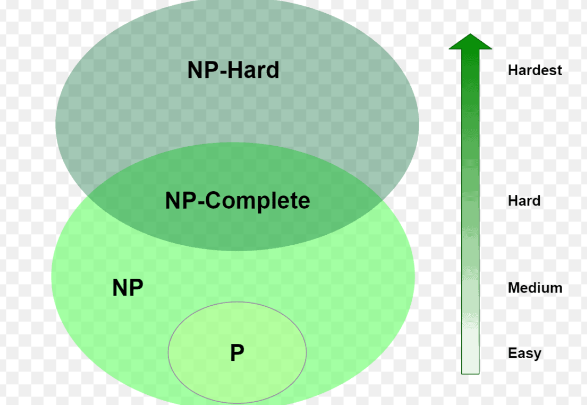 NP-Hard
Hardest
NP-Complete
Hard
NP
Medium
P
Easy